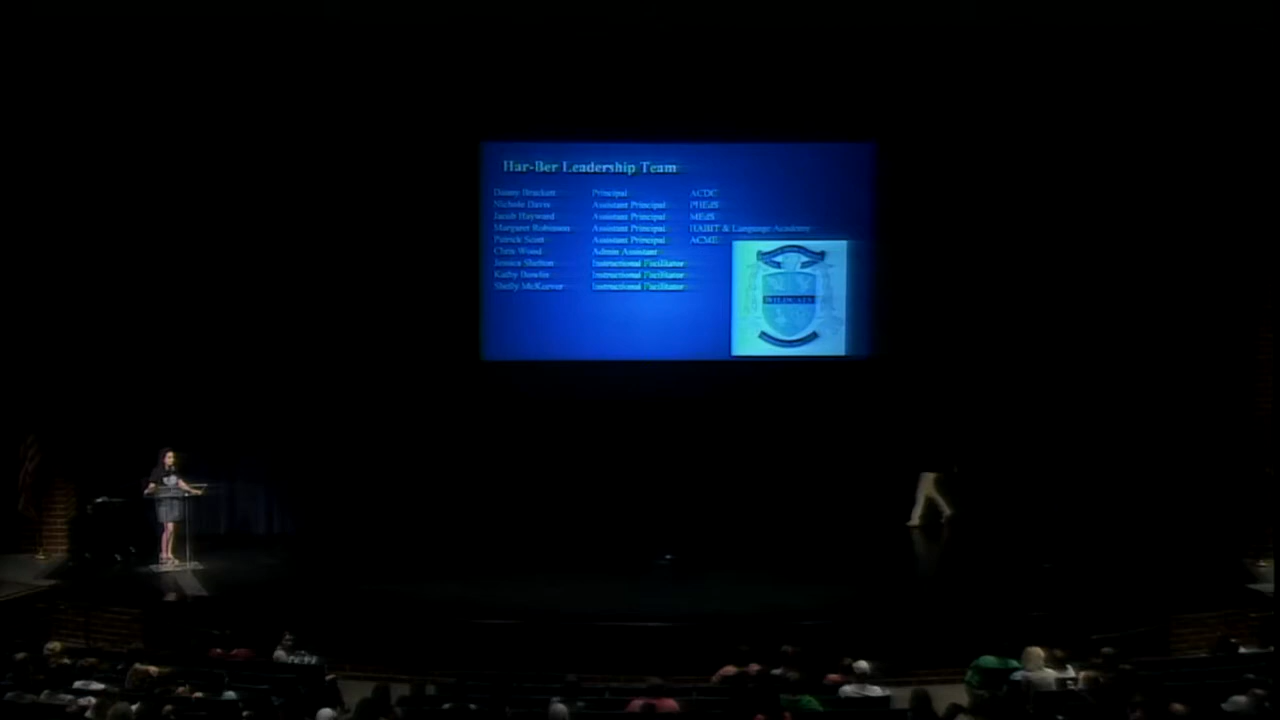 Har-Ber Leadership Team
Danny Brackett Principal ACDC
Nichole Davis Assistant Principal PHEdS
Jarod Hayward Assistant Principal MEdS
Margaret Robinson Assistant Principal HABIT & Language Academy
Patrick Scott Assistant Principal ACME
Chris Wood Admin Assistant
Jessica Shelton Instructional Facilitator
Kathy Bowlin Instructional Facilitator
Shelly McKeever Instructional Facilitator
WILDCATS